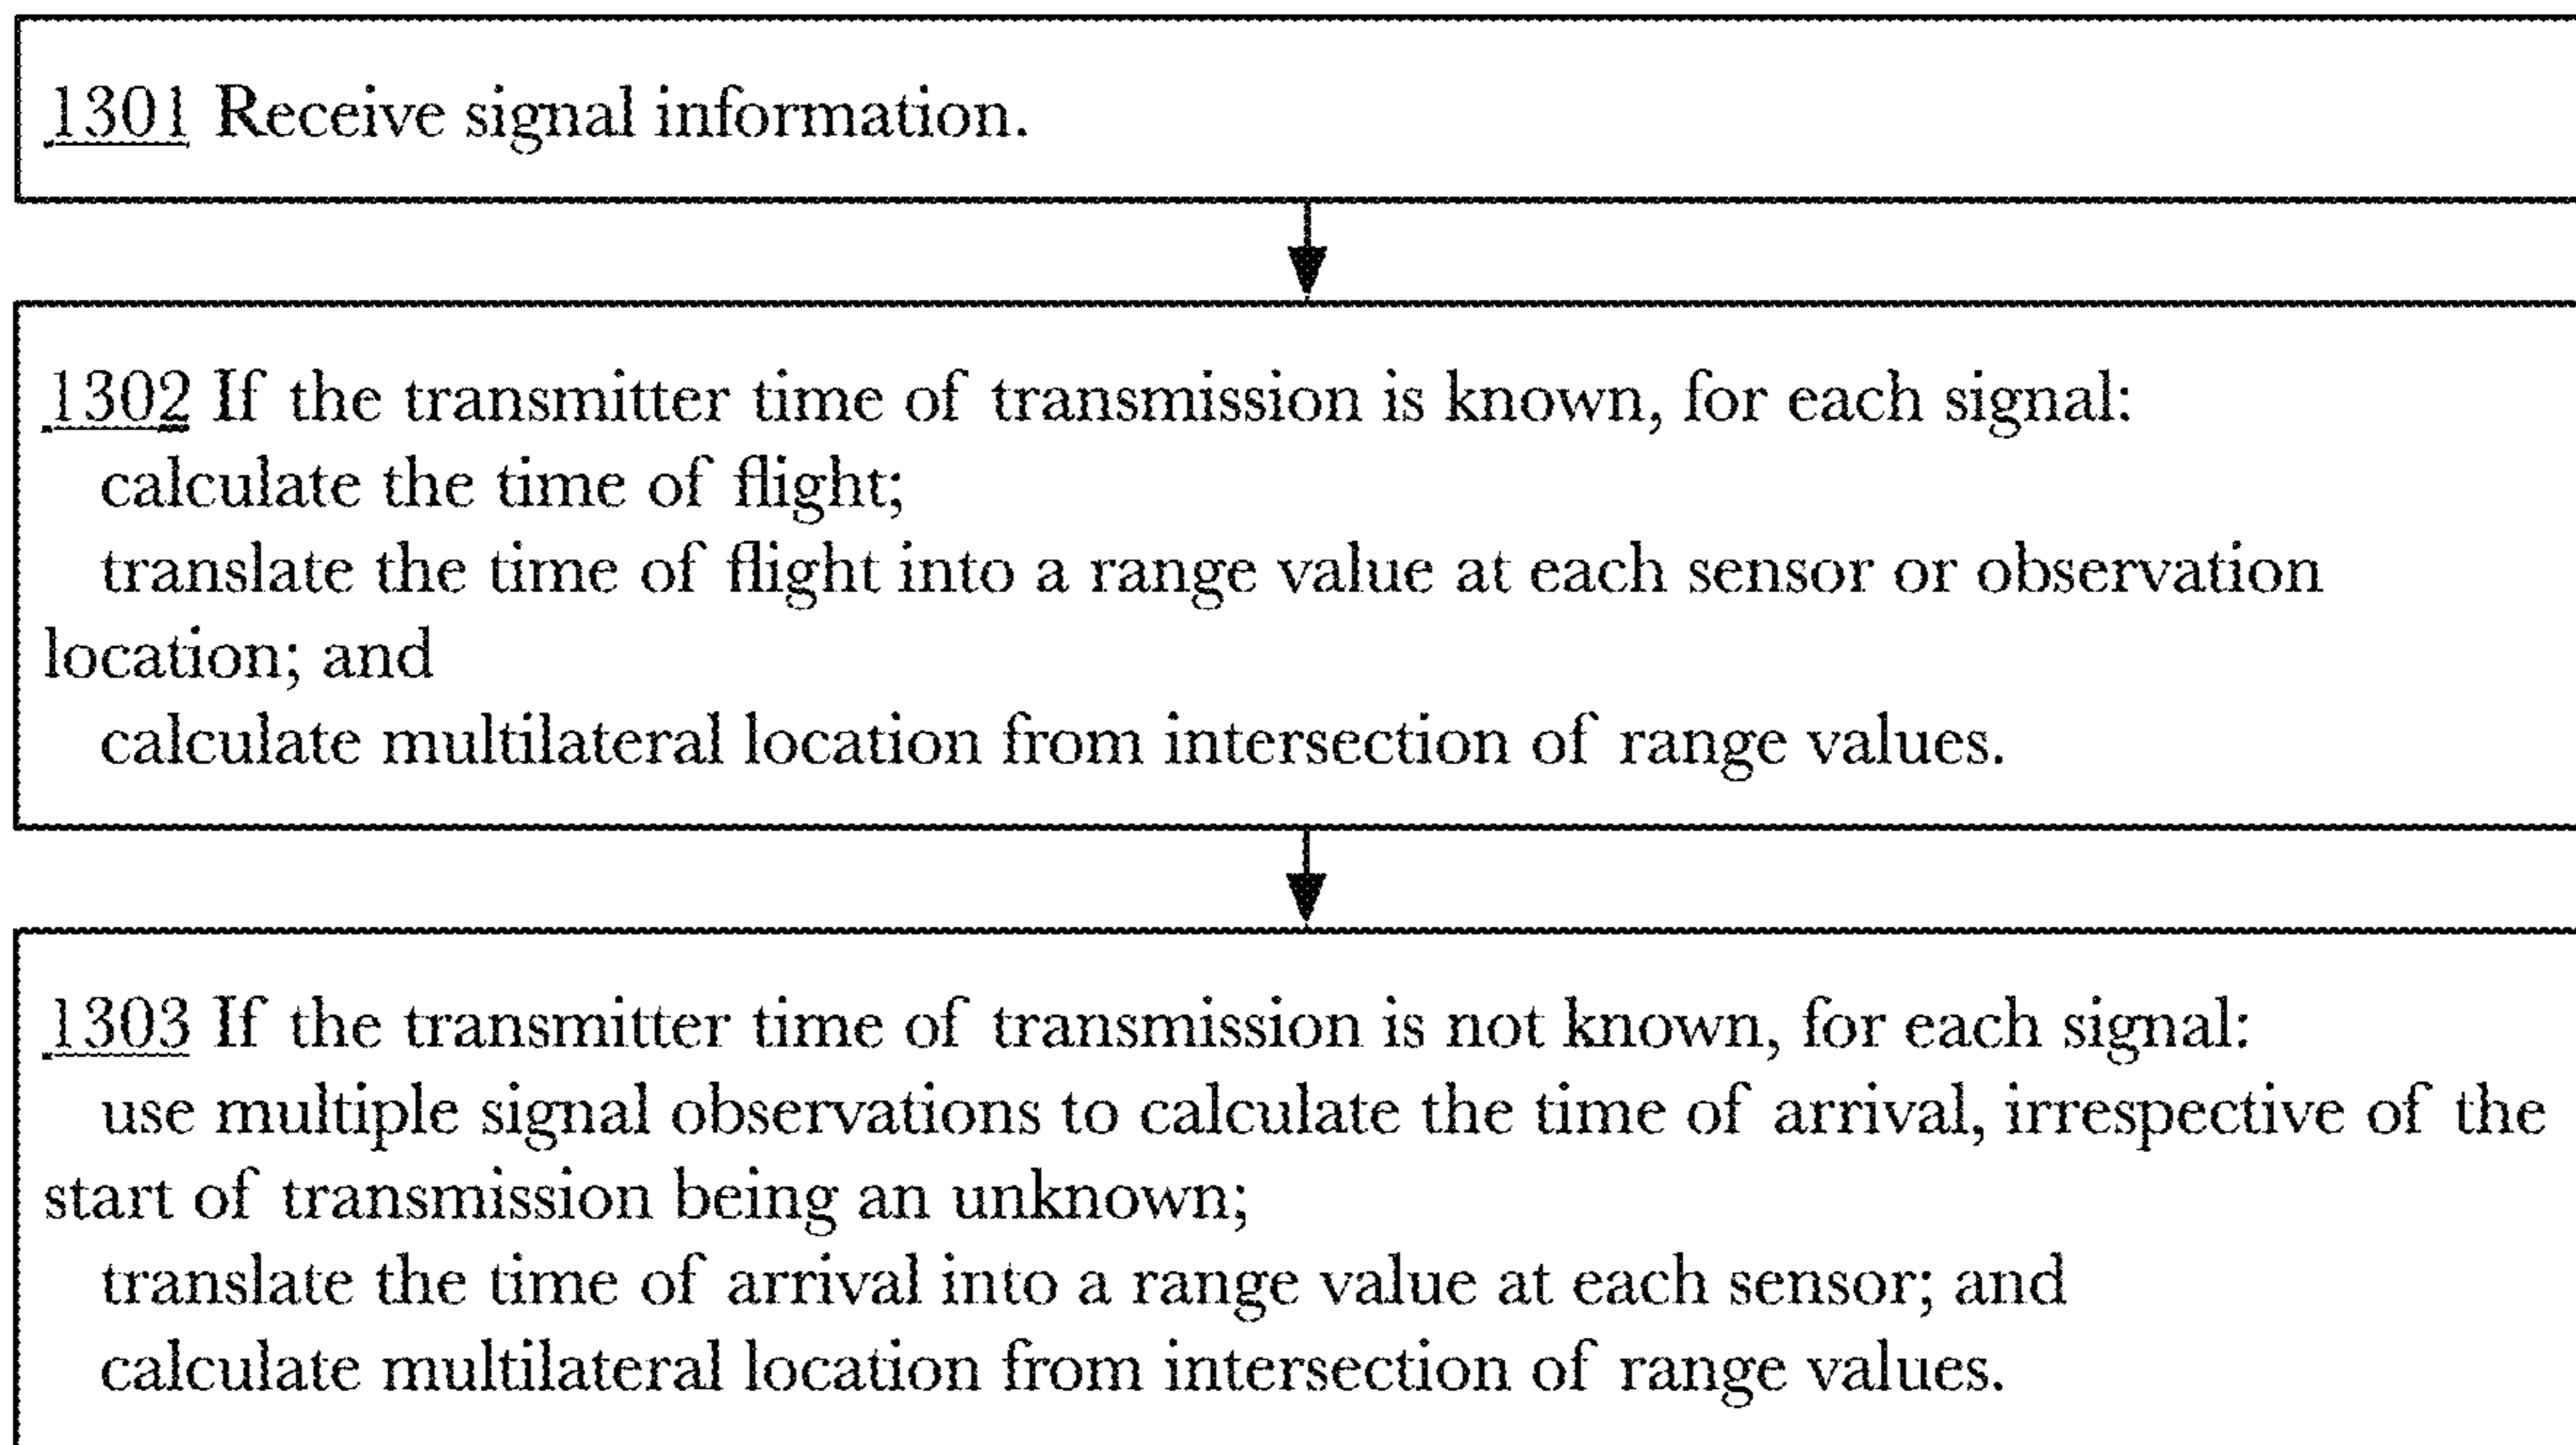 1301 Receive signal information.
1302 If the transmitter time of transmission is known, for each signal:
calculate the time of flight;
translate the time of flight into a range value at each sensor or observation
location; and
calculate multilateral location from intersection of range values.
1303 If the transmitter time of transmission is not known, for each signal:
use multiple signal observations to calculate the time of arrival, irrespective of the
start of transmission being an unknown;
translate the time of arrival into a range value at each sensor; and
calculate multilateral location from intersection of range values.